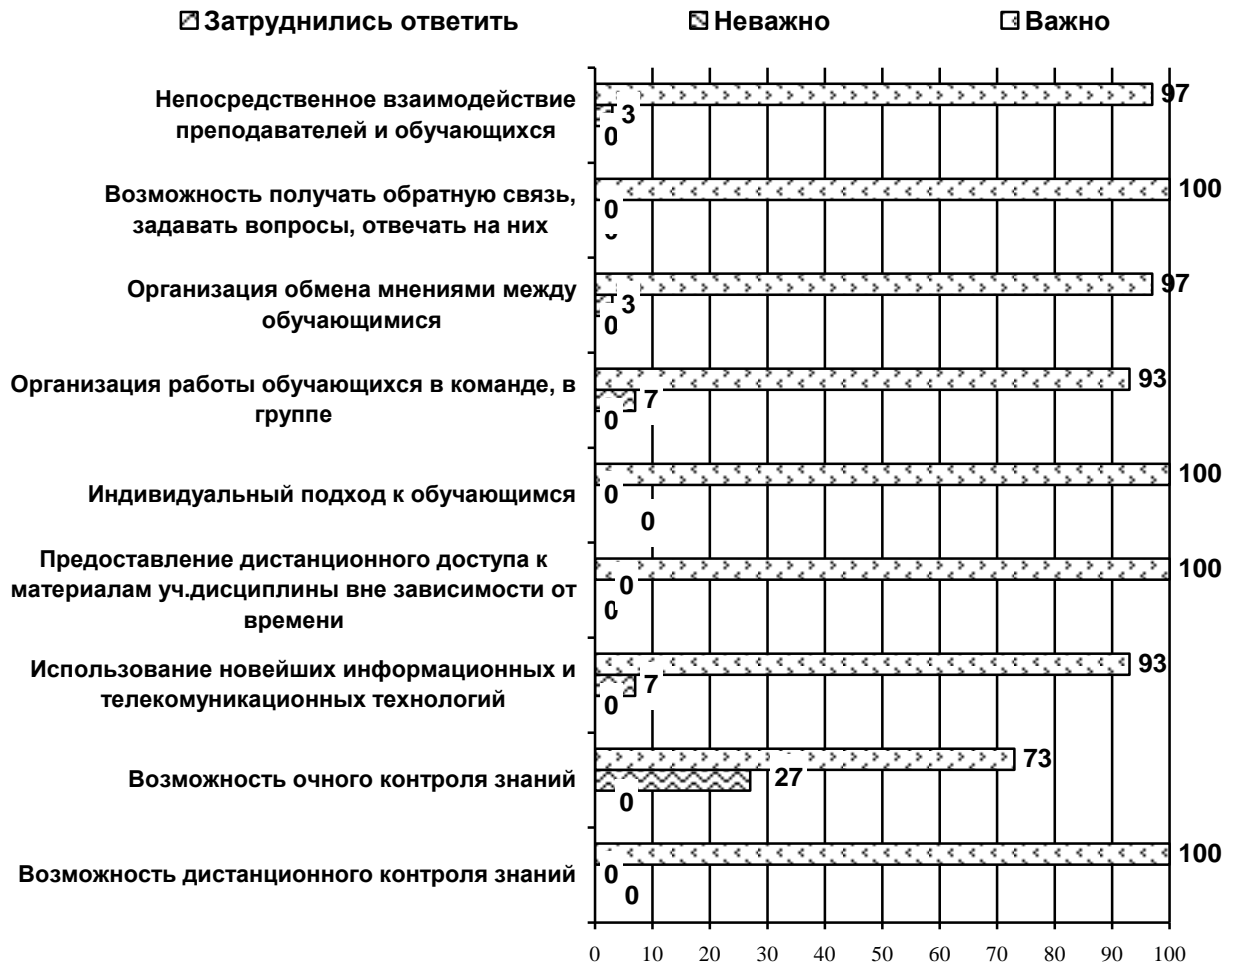 Затруднились ответить Неважно Важно
Непосредственное взаимодействие
преподавателей и обучающихся
97
3
0
Возможность получать обратную связь,
задавать вопросы, отвечать на них
100
0
Организация обмена мнениями между
обучающимися
97
3
0
Организация работы обучающихся в команде, в
группе
93
7
0
Индивидуальный подход к обучающимся
100
0
0
Предоставление дистанционного доступа к
материалам уч.дисциплины вне зависимости от
времени
100
0
0
Использование новейших информационных и
телекомуникационных технологий
93
7
0
Возможность очного контроля знаний
73
27
0
Возможность дистанционного контроля знаний
100
0
0
0 10 20 30 40 50 60 70 80 90 100